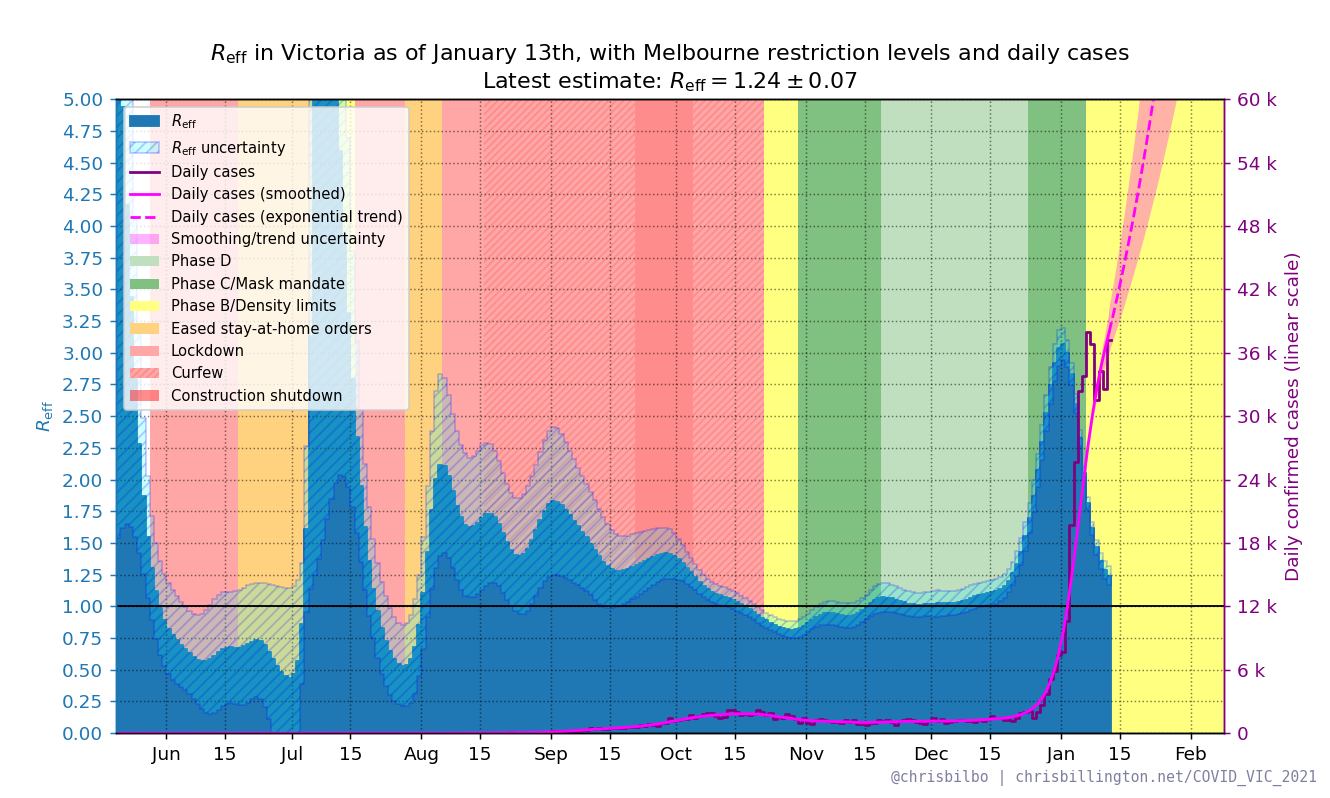 R_eff in Victoria as of January 13th, with Melbourne restriction levels and daily cases
Latest estimate: R_eff = 1.24 ± 0.07
5.00
4.75
4.50
4.25
4.00
3.75
3.50
3.25
3.00
2.75
2.50
2.25
2.00
1.75
1.50
1.25
1.00
0.75
0.50
0.25
0.00
R_eff
R_eff
R_eff uncertainty
Daily cases
Daily cases (smoothed)
Daily cases (exponential trend)
Smoothing/trend uncertainty
Phase D
Phase C/Mask mandate
Phase B/Density limits
Eased stay-at-home orders
Lockdown
Curfew
Construction shutdown
60 k
54 k
48 k
42 k
36 k
30 k
24 k
18 k
12 k
6 k
0
Daily confirmed cases (linear scale)
Jun 15 Jul 15 Aug 15 Sep 15 Oct 15 Nov 15 Dec 15 Jan 15 Feb
@chrisbilbo | chrisbillington.net/COVID_VIC_2021